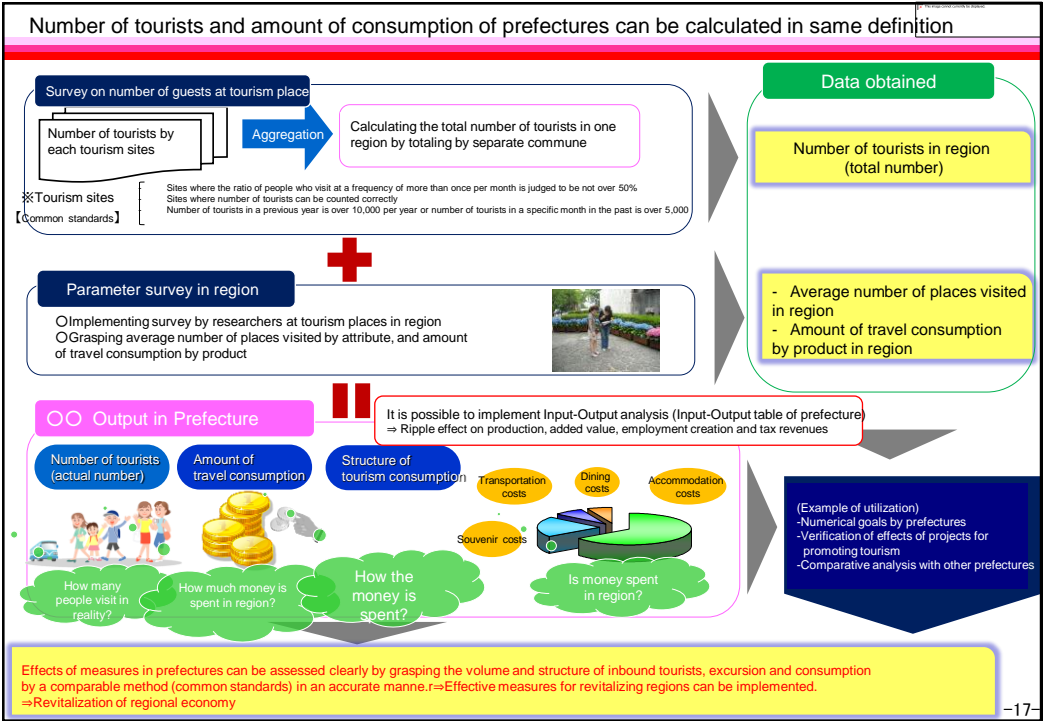 Number of tourists and amount of consumption of prefectures can be calculated in same definition
Survey on number of guests at tourism place
Number of tourists by
each tourism sites
Aggregation
Calculating the total number of tourists in one
region by totaling by separate commune
※Tourism sites
【Common standards】
- Sites where the ratio of people who visit at a frequency of more than once per month is judged to be not over 50%
- Sites where number of tourists can be counted correctly
- Number of tourists in a previous year is over 10,000 per year or number of tourists in a specific month in the past is over 5,000
Data obtained
Number of tourists in region
(total number)
Parameter survey in region
○Implementing survey by researchers at tourism places in region
○Grasping average number of places visited by attribute, and amount
of travel consumption by product
- Average number of places visited
in region
- Amount of travel consumption
by product in region
○○ Output in Prefecture
It is possible to implement Input-Output analysis (Input-Output table of prefecture)
⇒ Ripple effect on production, added value, employment creation and tax revenues
Number of tourists
(actual number)
Amount of
travel consumption
Structure of
tourism consumption
Transportation
costs
Dining
costs
Accommodation
costs
Souvenir costs
How many
people visit in
reality?
How much money is
spent in region?
How the
money is
spent?
Is money spent
in region?
(Example of utilization)
-Numerical goals by prefectures
-Verification of effects of projects for
promoting tourism
-Comparative analysis with other prefectures
Effects of measures in prefectures can be assessed clearly by grasping the volume and structure of inbound tourists, excursion and consumption
by a comparable method (common standards) in an accurate manne.r⇒Effective measures for revitalizing regions can be implemented.
⇒Revitalization of regional economy
-17-